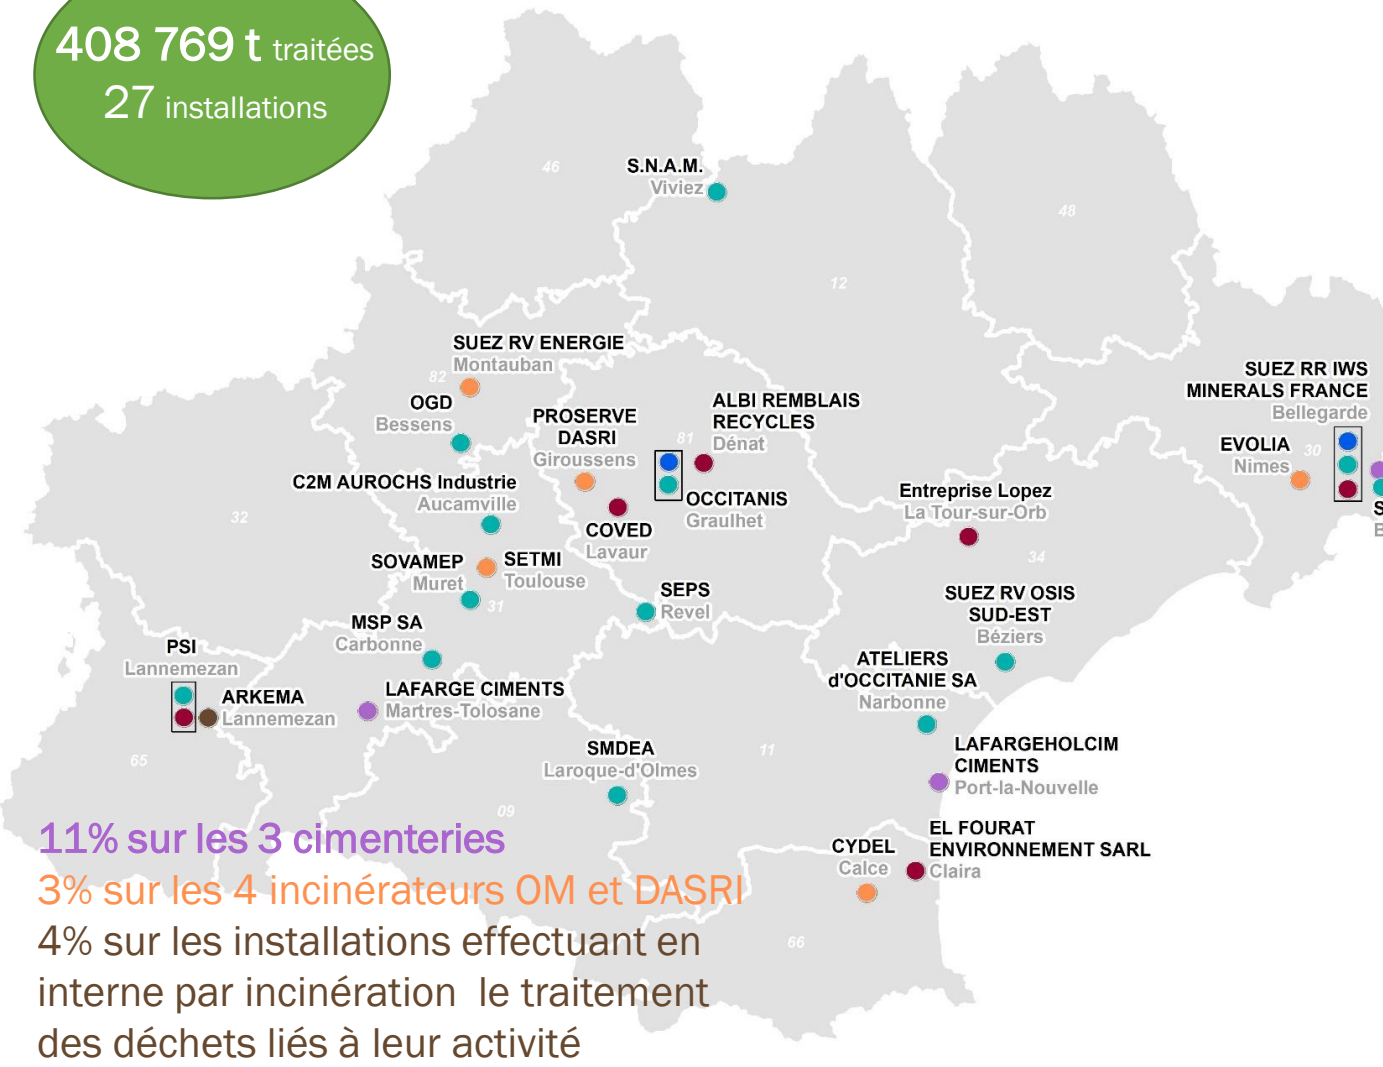 408 769 t traitées
27 installations
46
S.N.A.M.
Viviez
48
12
SUEZ RV ENERGIE
Montauban
82
OGD
Bessens
PROSERVE
DASRI
Giroussens
ALBI REMBLAIS
RECYCLES
Dénat
81
SUEZ RR IWS
MINERALS FRANCE
Bellegarde
EVOLIA
Nimes
30
C2M AUROCHS Industrie
Aucamville
OCCITANIS
Graulhet
Entreprise Lopez
La Tour-sur-Orb
S
B
32
COVED
Lavaur
SOVAMEP
Muret
SETMI
Toulouse
31
34
SEPS
Revel
SUEZ RV OSIS
SUD-EST
Béziers
MSP SA
Carbonne
PSI
Lannemezan
ATELIERS
d'OCCITANIE SA
Narbonne
ARKEMA
Lannemezan
LAFARGE CIMENTS
Martres-Tolosane
65
SMDEA
Laroque-d'Olmes
11
LAFARGEHOLCIM
CIMENTS
Port-la-Nouvelle
09
EL FOURAT
ENVIRONNEMENT SARL
Claira
CYDEL
Calce
66
11% sur les 3 cimenteries
3% sur les 4 incinérateurs OM et DASRI
4% sur les installations effectuant en
interne par incinération  le traitement
des déchets liés à leur activité